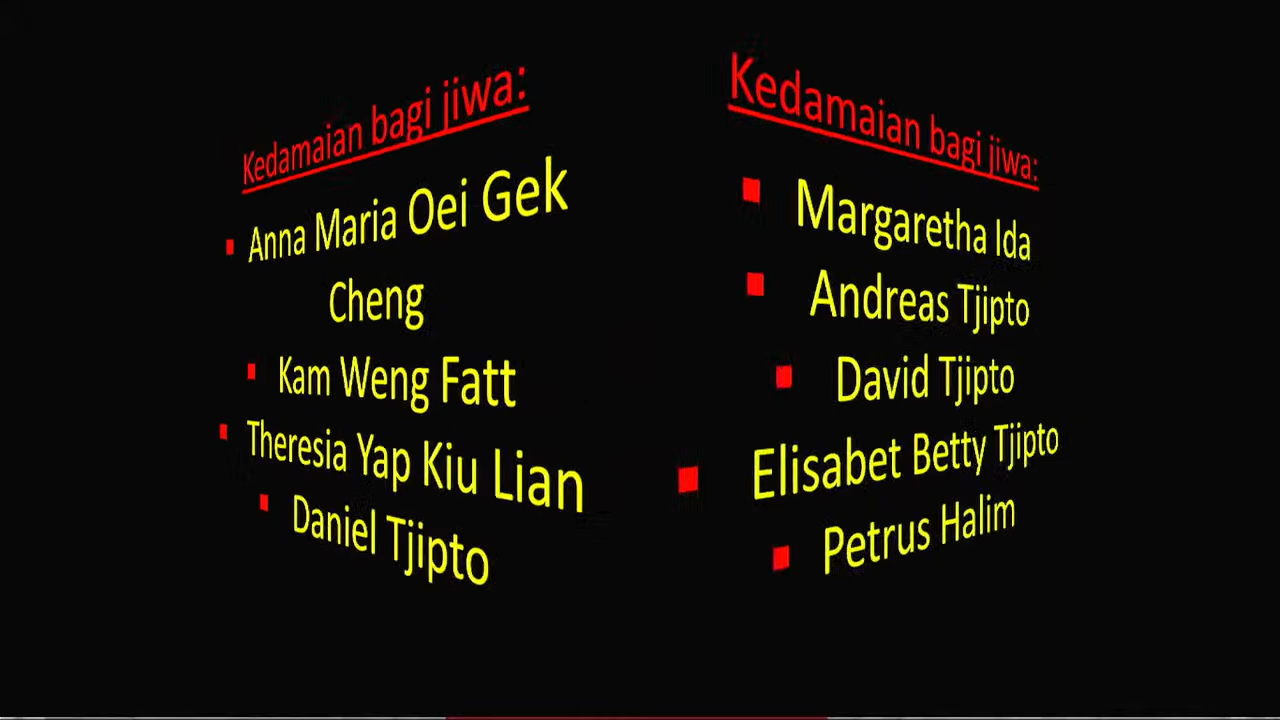 Kedamaian bagi jiwa:
Anna Maria Oei Gek
Cheng
Kam Weng Fatt
Theresia Yap Kiu Lian
Daniel Tjipto
Kedamaian bagi jiwa:
Margaretha Ida
Andreas Tjipto
David Tjipto
Elisabet Betty Tjipto
Petrus Halim